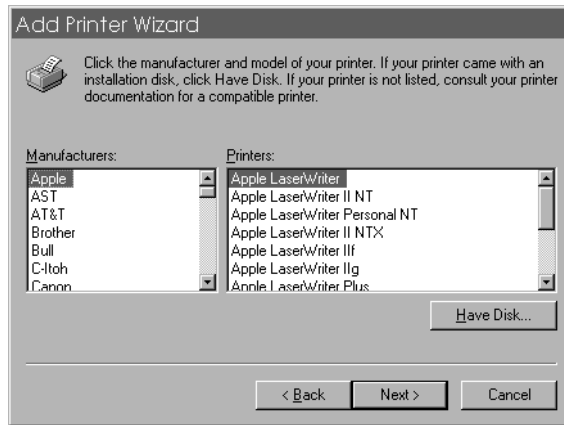 Add Printer Wizard
Click the manufacturer and model of your printer. If your printer came with an
installation disk, click Have Disk. If your printer is not listed, consult your printer
documentation for a compatible printer.
Manufacturers:
Apple
AST
AT&T
Brother
Bull
C-Itoh
Canon
Printers:
Apple LaserWriter
Apple LaserWriter II NT
Apple LaserWriter Personal NT
Apple LaserWriter II NTX
Apple LaserWriter IIf
Apple LaserWriter IIg
Apple LaserWriter Plus
Have Disk...
< Back Next > Cancel